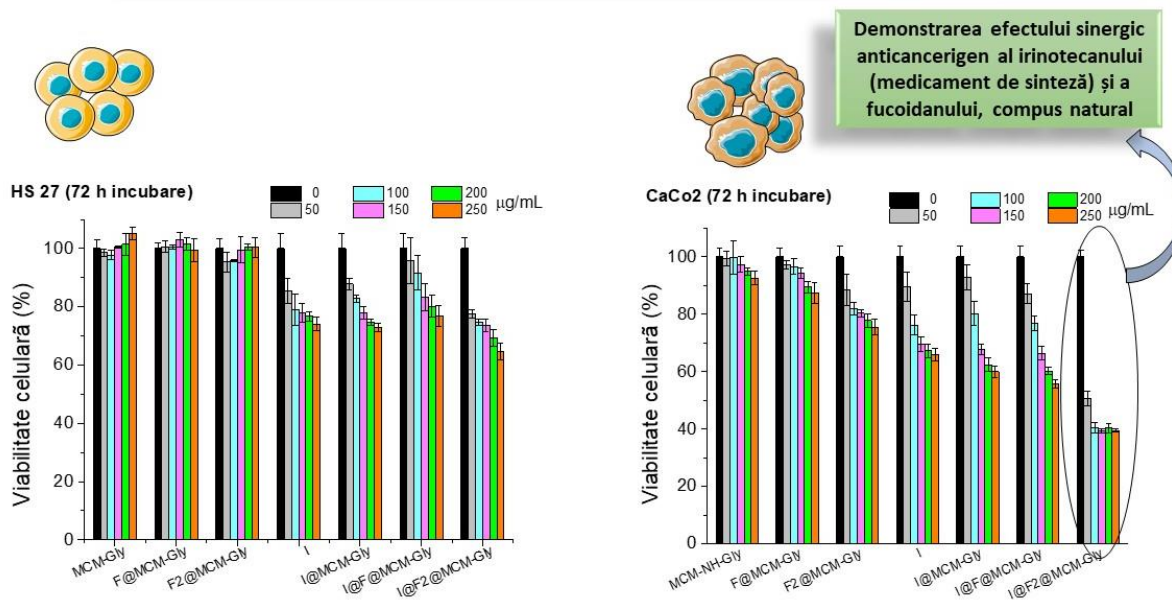 Demonstrarea efectului sinergic
anticancerigen al irinotecanului
(medicament de sinteză) și a
fucoidanului, compus natural
HS 27 (72 h incubare)
0 100 200
50 150 250
μg/mL
Viabilitate celulară (%)
100
80
60
40
20
0
MCM-Gly
F@MCM-Gly
F2@MCM-Gly
I
I@MCM-Gly
I@F@MCM-Gly
I@F2@MCM-Gly
CaCo2 (72 h incubare)
0 100 200
50 150 250
μg/mL
Viabilitate celulară (%)
100
80
60
40
20
0
MCM-NH-Gly
F@MCM-Gly
F2@MCM-Gly
I
I@MCM-Gly
I@F@MCM-Gly
I@F2@MCM-Gly